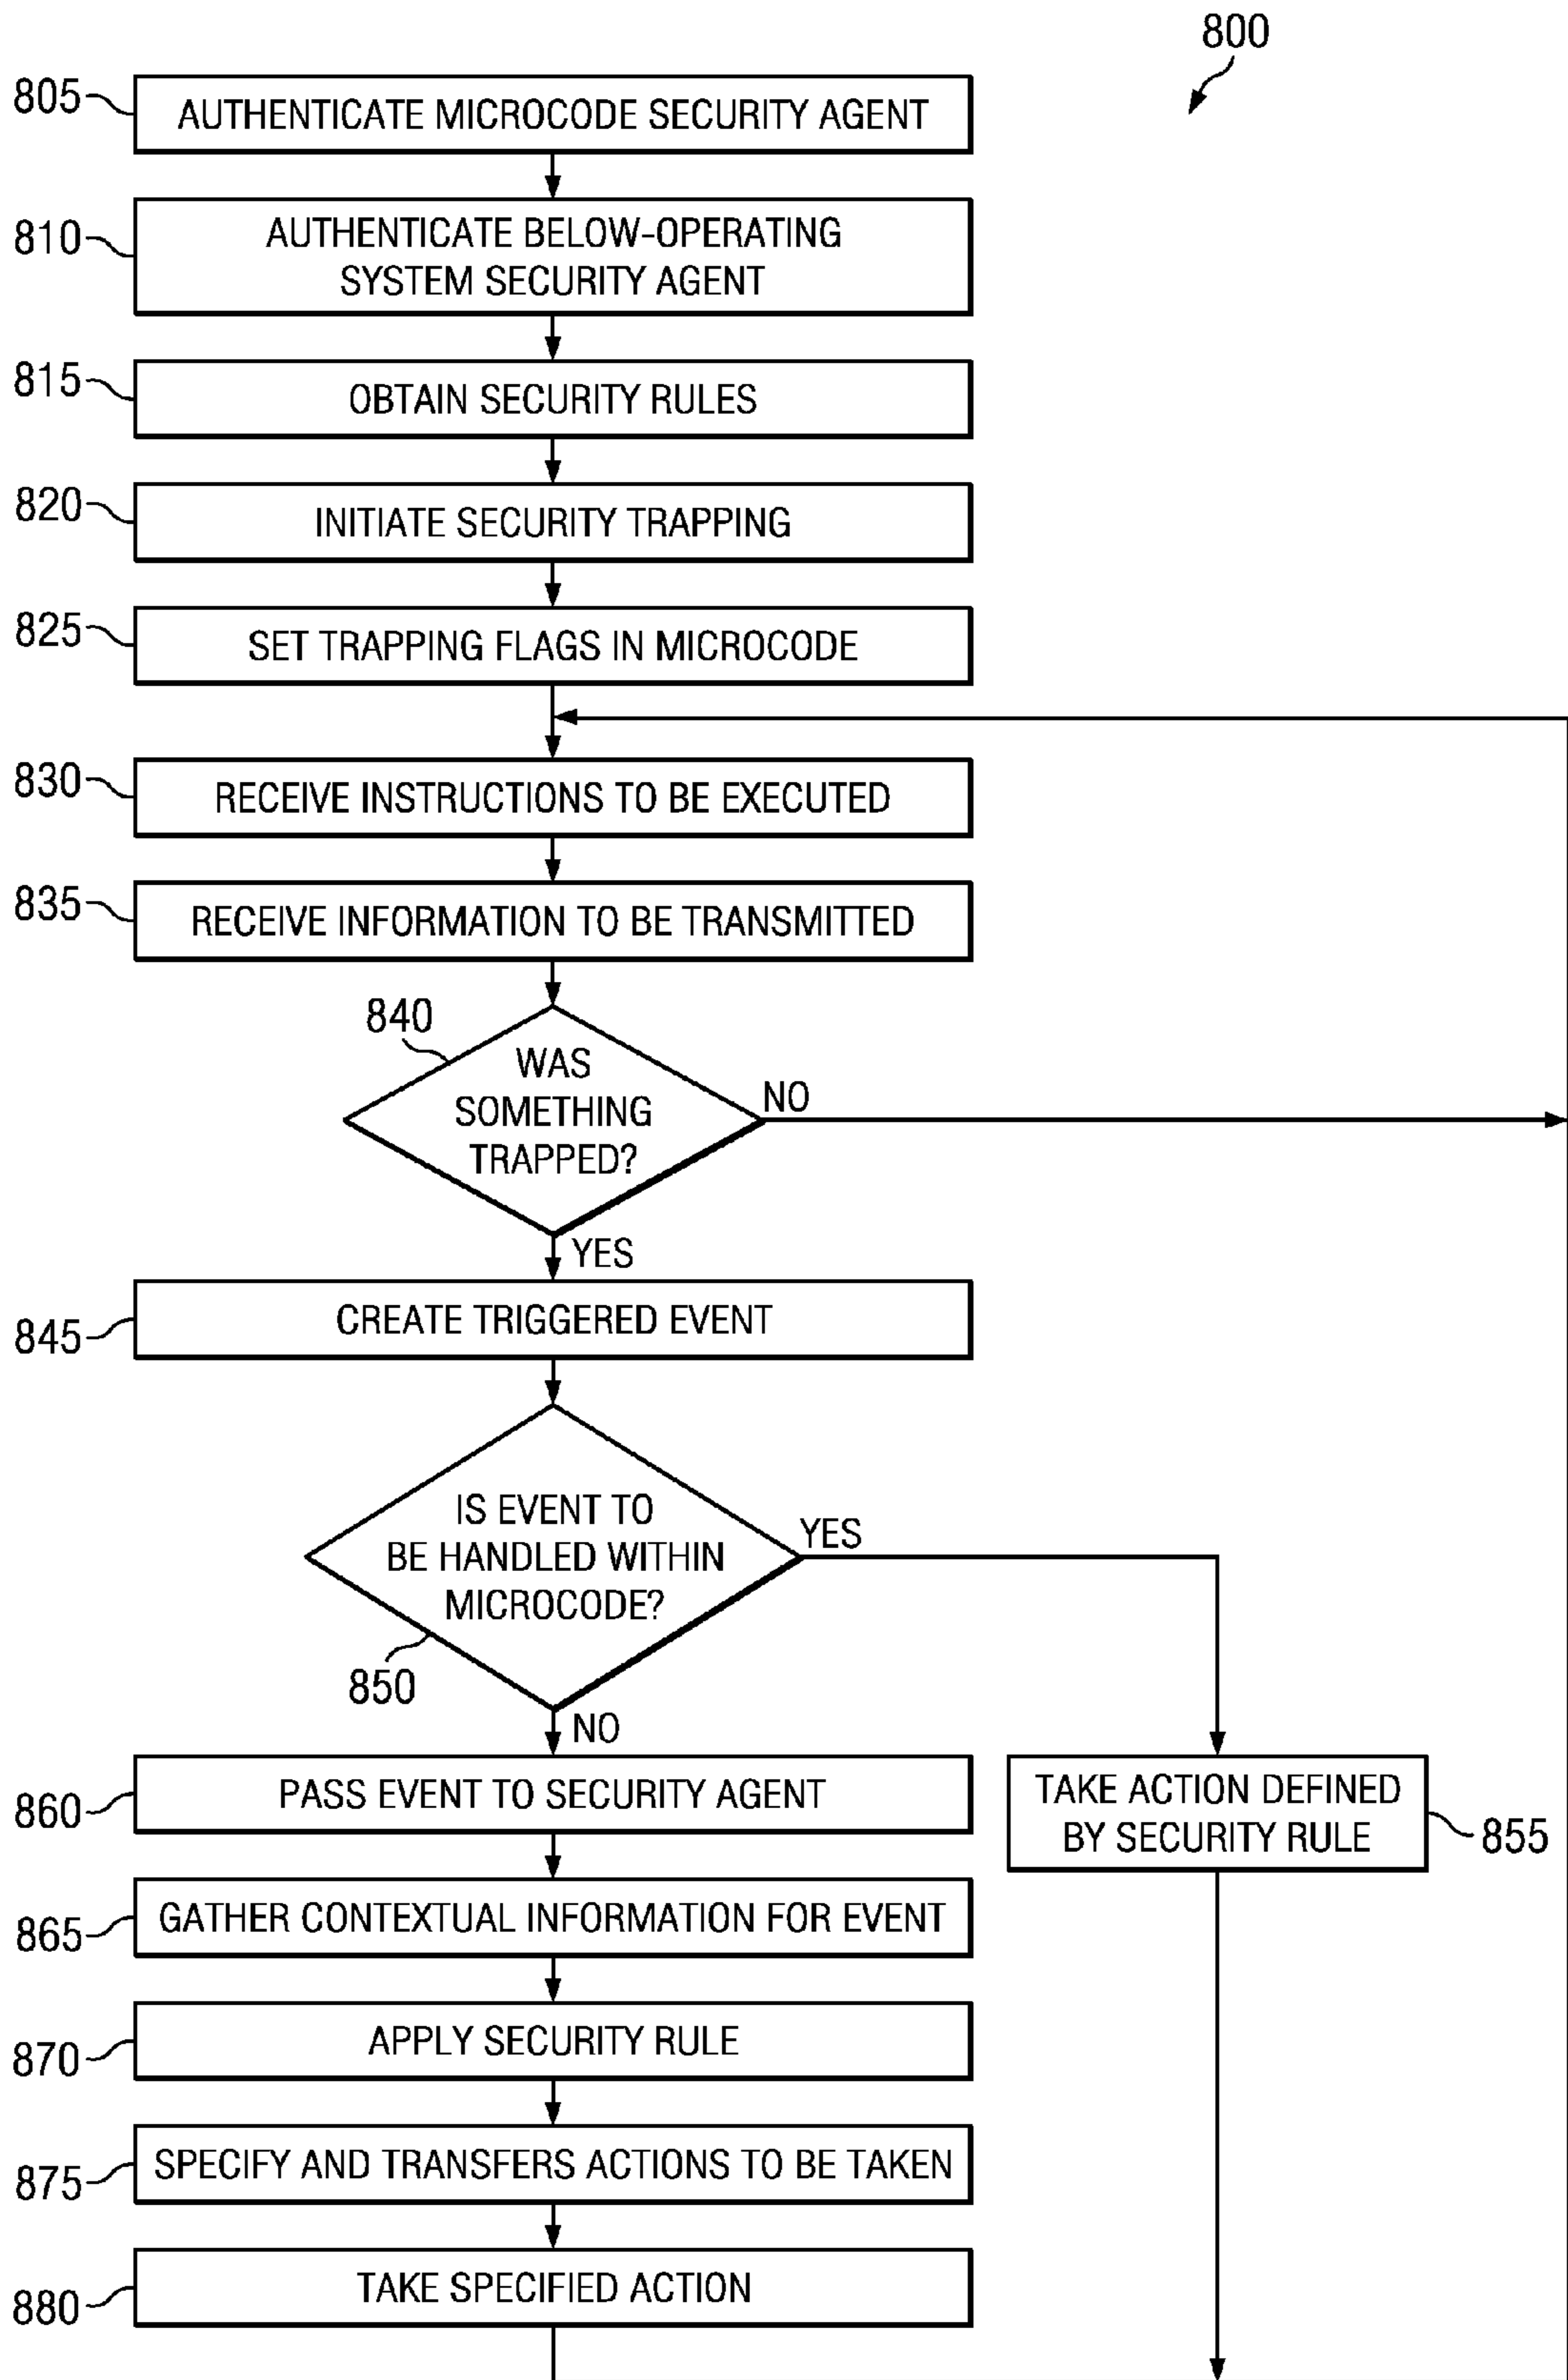 800
805
AUTHENTICATE MICROCODE SECURITY AGENT
810
AUTHENTICATE BELOW-OPERATING
SYSTEM SECURITY AGENT
815
OBTAIN SECURITY RULES
820
INITIATE SECURITY TRAPPING
825
SET TRAPPING FLAGS IN MICROCODE
830
RECEIVE INSTRUCTIONS TO BE EXECUTED
835
RECEIVE INFORMATION TO BE TRANSMITTED
840
WAS
SOMETHING
TRAPPED?
NO
YES
845
CREATE TRIGGERED EVENT
IS EVENT TO
BE HANDLED WITHIN
MICROCODE?
YES
850
NO
860
PASS EVENT TO SECURITY AGENT
TAKE ACTION DEFINED
BY SECURITY RULE
855
865
GATHER CONTEXTUAL INFORMATION FOR EVENT
870
APPLY SECURITY RULE
875
SPECIFY AND TRANSFERS ACTIONS TO BE TAKEN
880
TAKE SPECIFIED ACTION